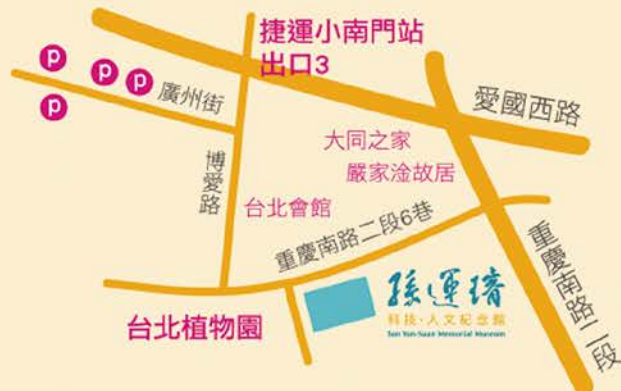 捷運小南門站
出口3
p
p
p
p
廣州街
愛國西路
大同之家
嚴家淦故居
博愛路
台北會館
重慶南路二段6巷
重慶南路二段
孫運璿
科技・人文紀念館
Sun Yun-Suan Memorial Museum
台北植物園